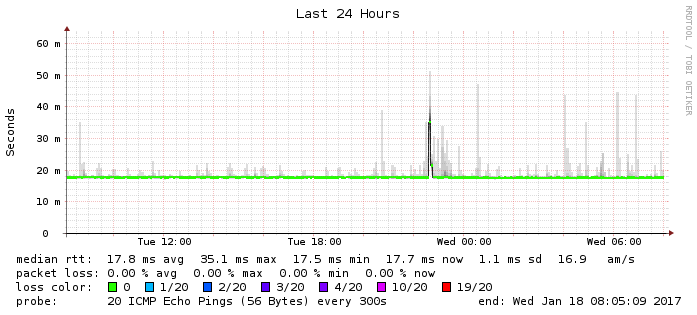 Last 24 Hours
RRDTOOL / TOBI OETIKER
Seconds
60 m
50 m
40 m
30 m
20 m
10 m
0
Tue 12:00 Tue 18:00 Wed 00:00 Wed 06:00
median rtt: 17.8 ms avg 35.1 ms max 17.5 ms min 17.7 ms now 1.1 ms sd 16.9 am/s
packet loss: 0.00 % avg 0.00 % max 0.00 % min 0.00 % now
loss color: 0 1/20 2/20 3/20 4/20 10/20 19/20
probe: 20 ICMP Echo Pings (56 Bytes) every 300s end: Wed Jan 18 08:05:09 2017